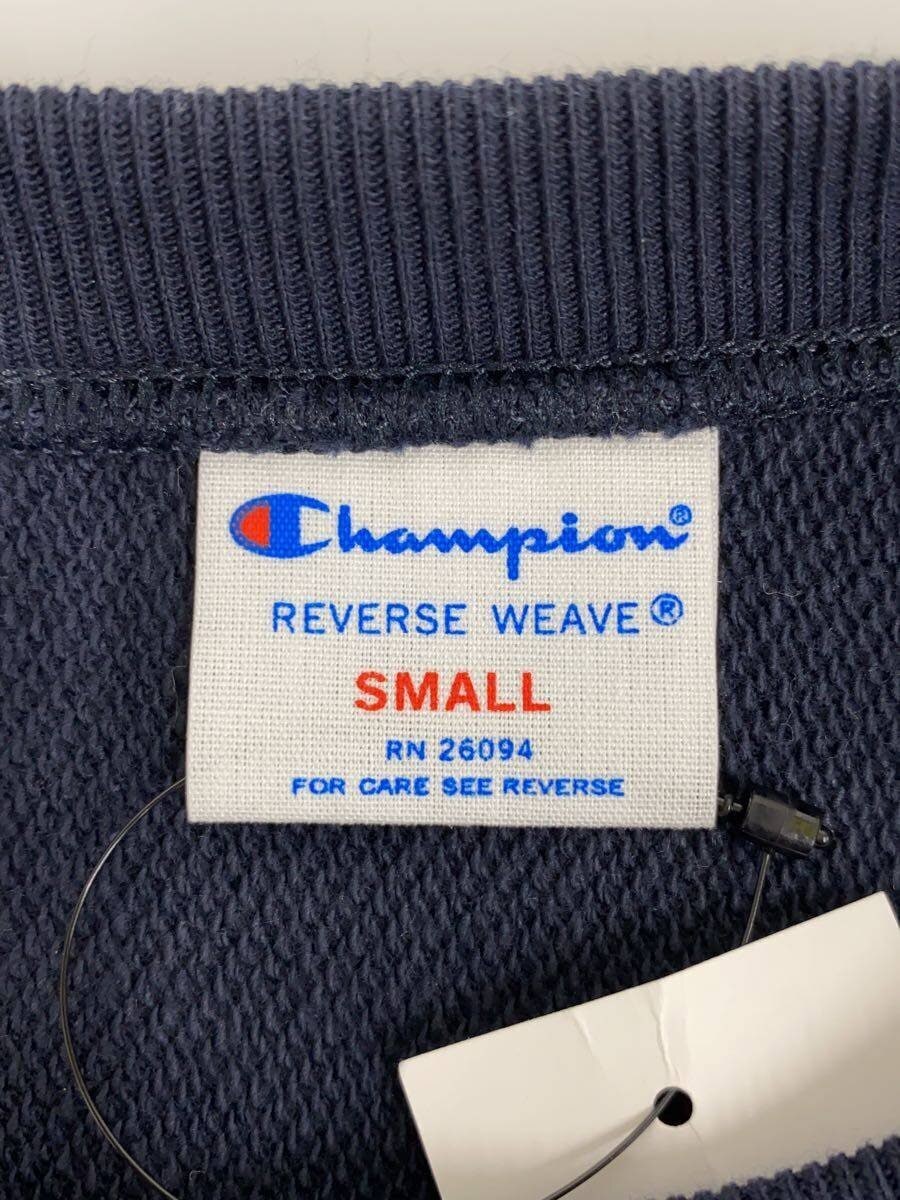 Champion®
REVERSE WEAVE®
SMALL
RN 26094
FOR CARE SEE REVERSE